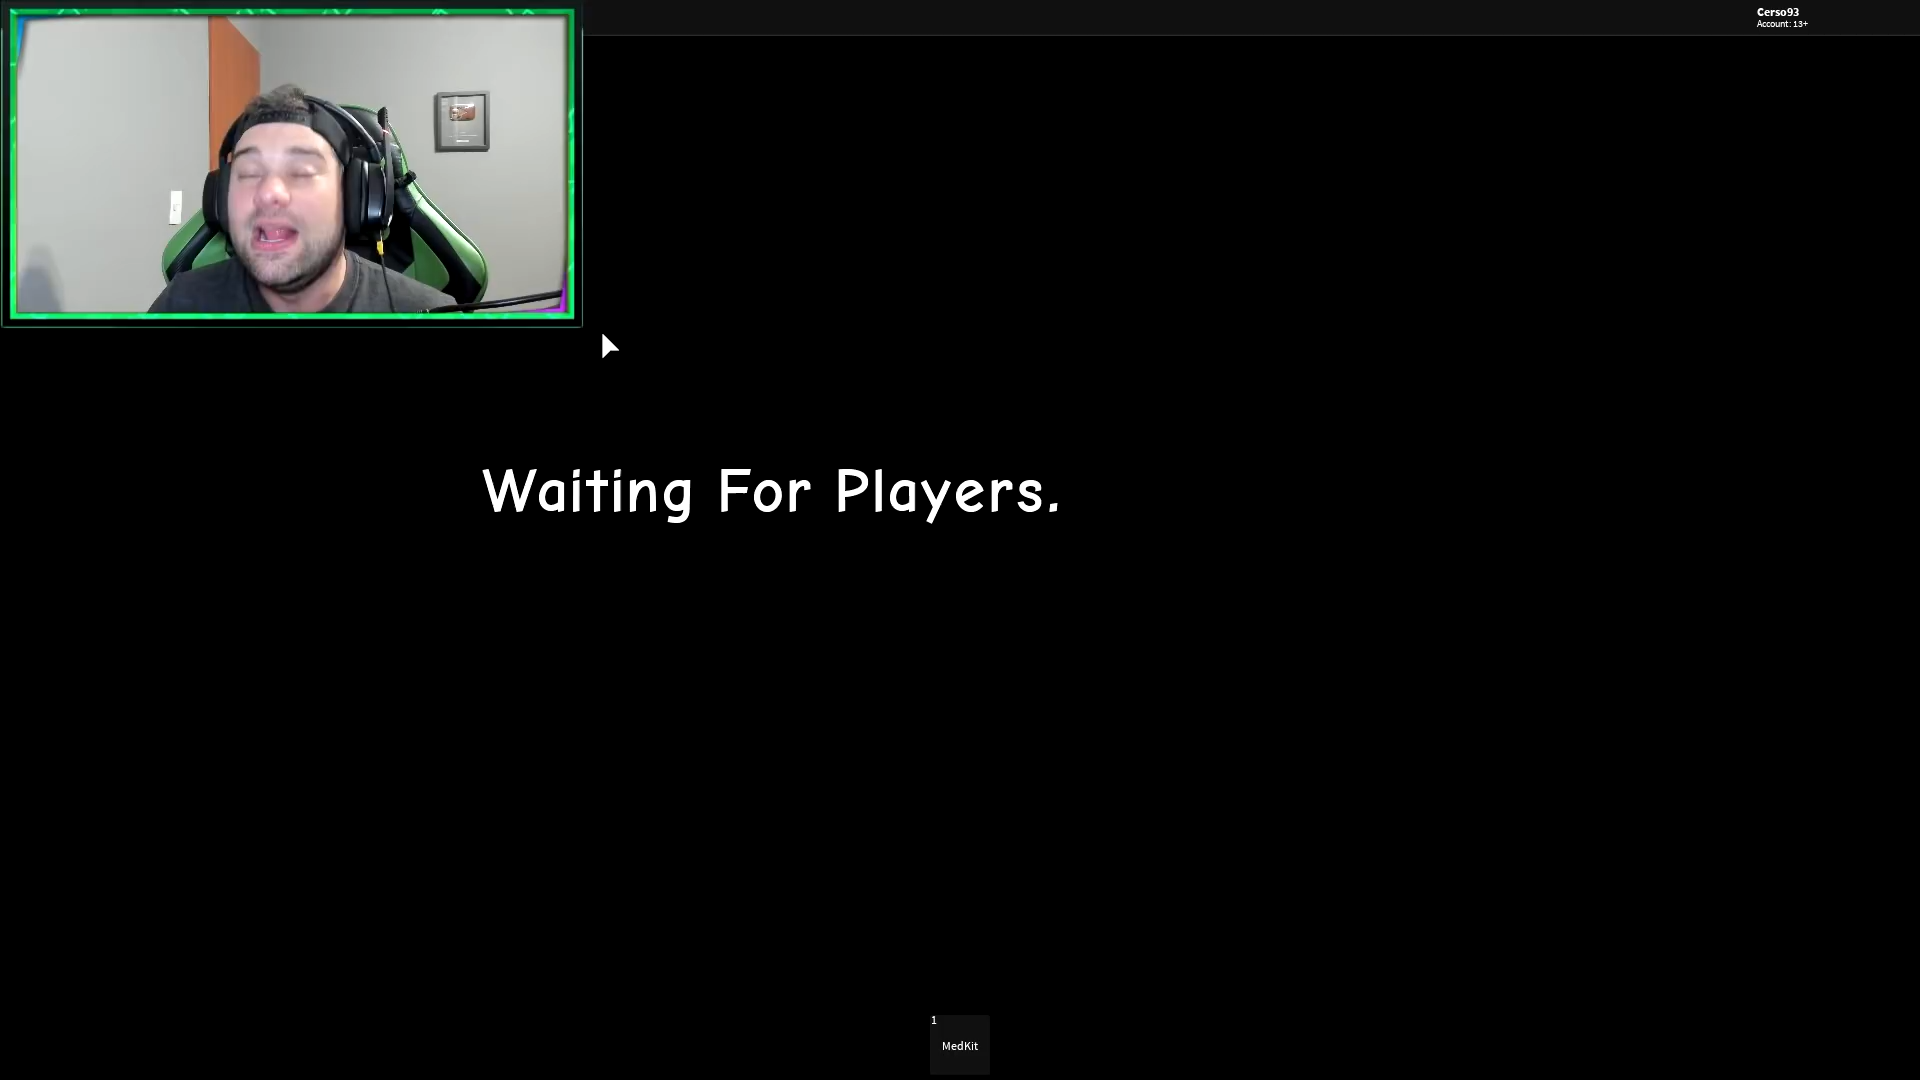 Cerso93
Account: 13+
Waiting For Players.
1
MedKit